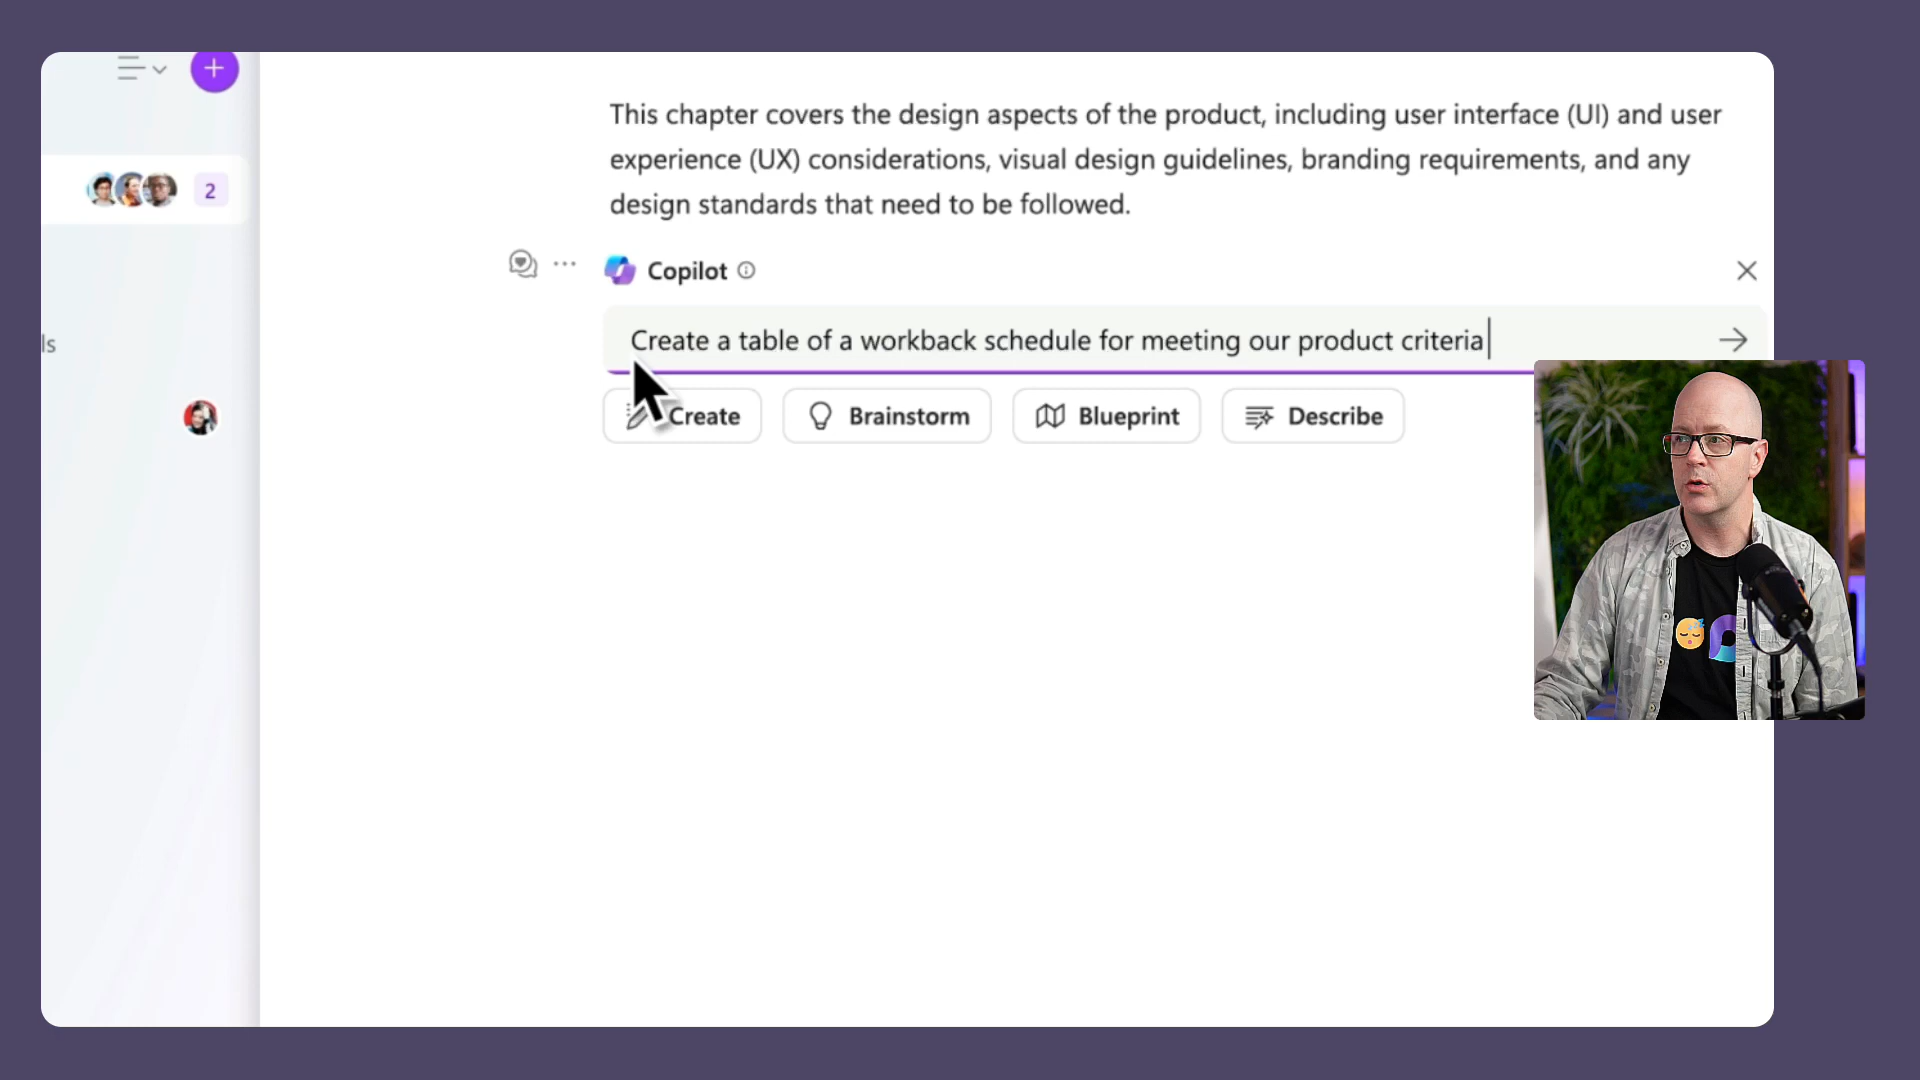 2
ls
This chapter covers the design aspects of the product, including user interface (UI) and user
experience (UX) considerations, visual design guidelines, branding requirements, and any
design standards that need to be followed.
Copilot
Create a table of a workback schedule for meeting our product criteria
Create
Brainstorm
Blueprint
Describe